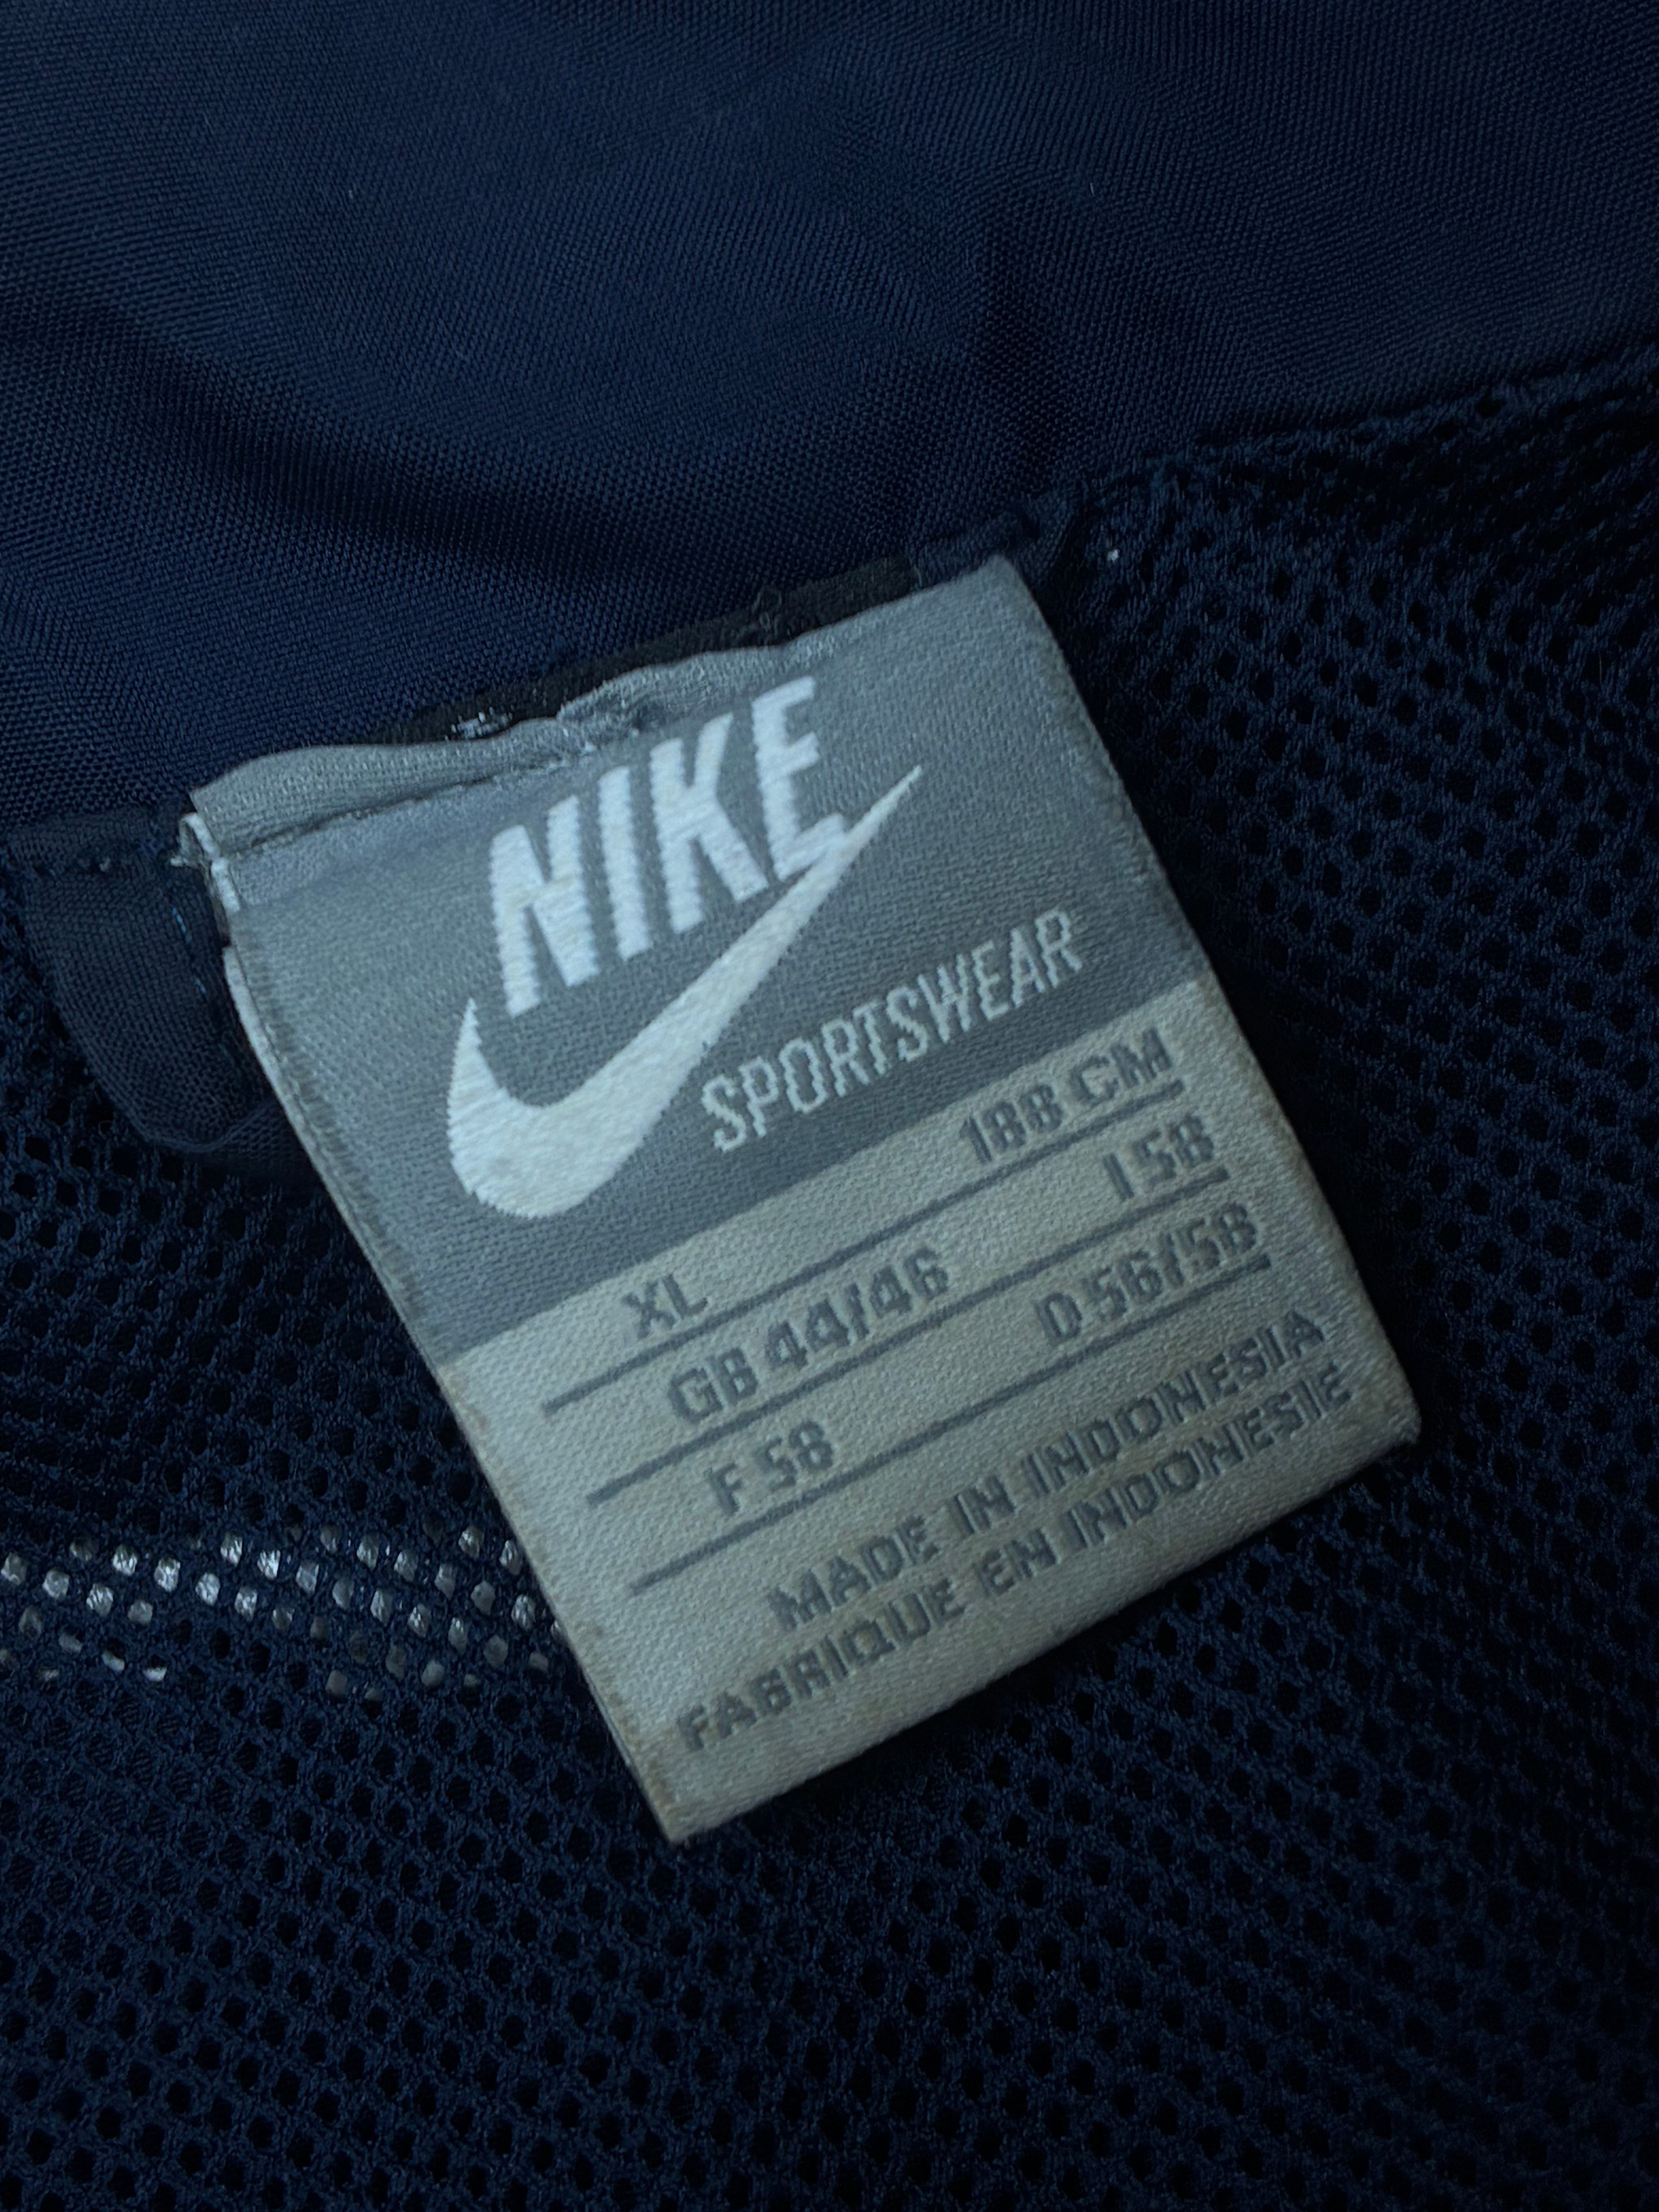 NIKE
SPORTSWEAR
XL 188 CM
GB 44/46 I 58
F 58 D 56/58
MADE IN INDONESIA
FABRIQUE EN INDONESIE